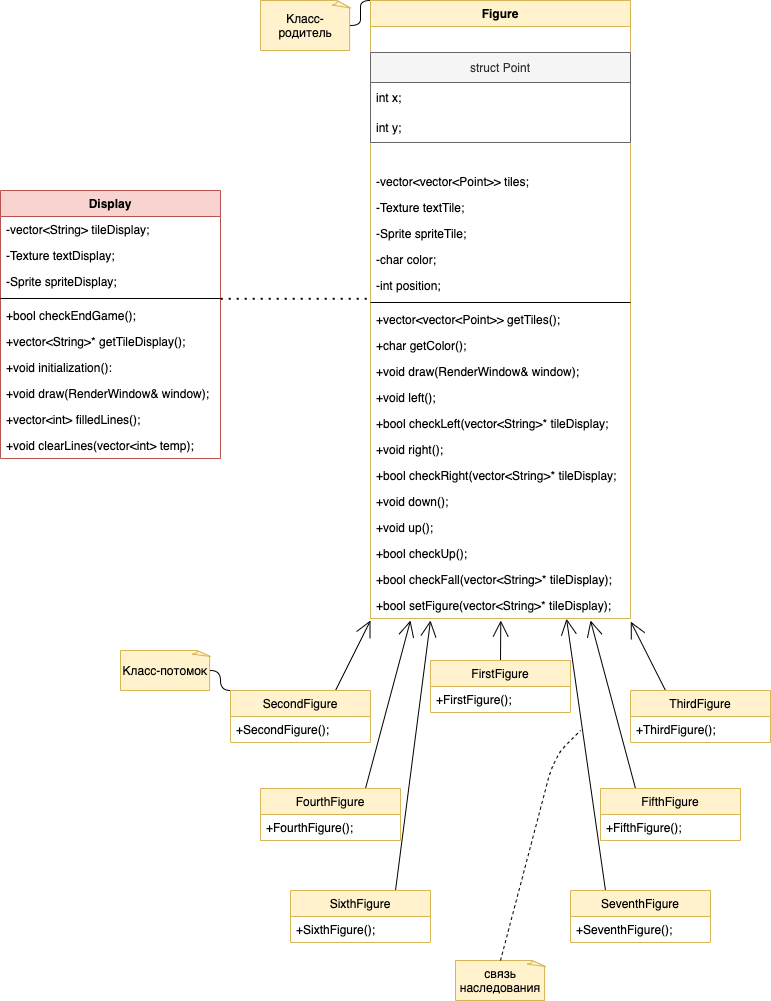 Класс-
родитель
Figure
struct Point
int x;
int y;
-vector<vector<Point>> tiles;
-Texture textTile;
-Sprite spriteTile;
-char color;
-int position;
+vector<vector<Point>> getTiles();
+char getColor();
+void draw(RenderWindow& window);
+void left();
+bool checkLeft(vector<String>* tileDisplay;
+void right();
+bool checkRight(vector<String>* tileDisplay;
+void down();
+void up();
+bool checkUp();
+bool checkFall(vector<String>* tileDisplay);
+bool setFigure(vector<String>* tileDisplay);
Display
-vector<String> tileDisplay;
-Texture textDisplay;
-Sprite spriteDisplay;
+bool checkEndGame();
+vector<String>* getTileDisplay();
+void initialization():
+void draw(RenderWindow& window);
+vector<int> filledLines();
+void clearLines(vector<int> temp);
Класс-потомок
SecondFigure
+SecondFigure();
FirstFigure
+FirstFigure();
ThirdFigure
+ThirdFigure();
FourthFigure
+FourthFigure();
FifthFigure
+FifthFigure();
SixthFigure
+SixthFigure();
SeventhFigure
+SeventhFigure();
связь
наследования